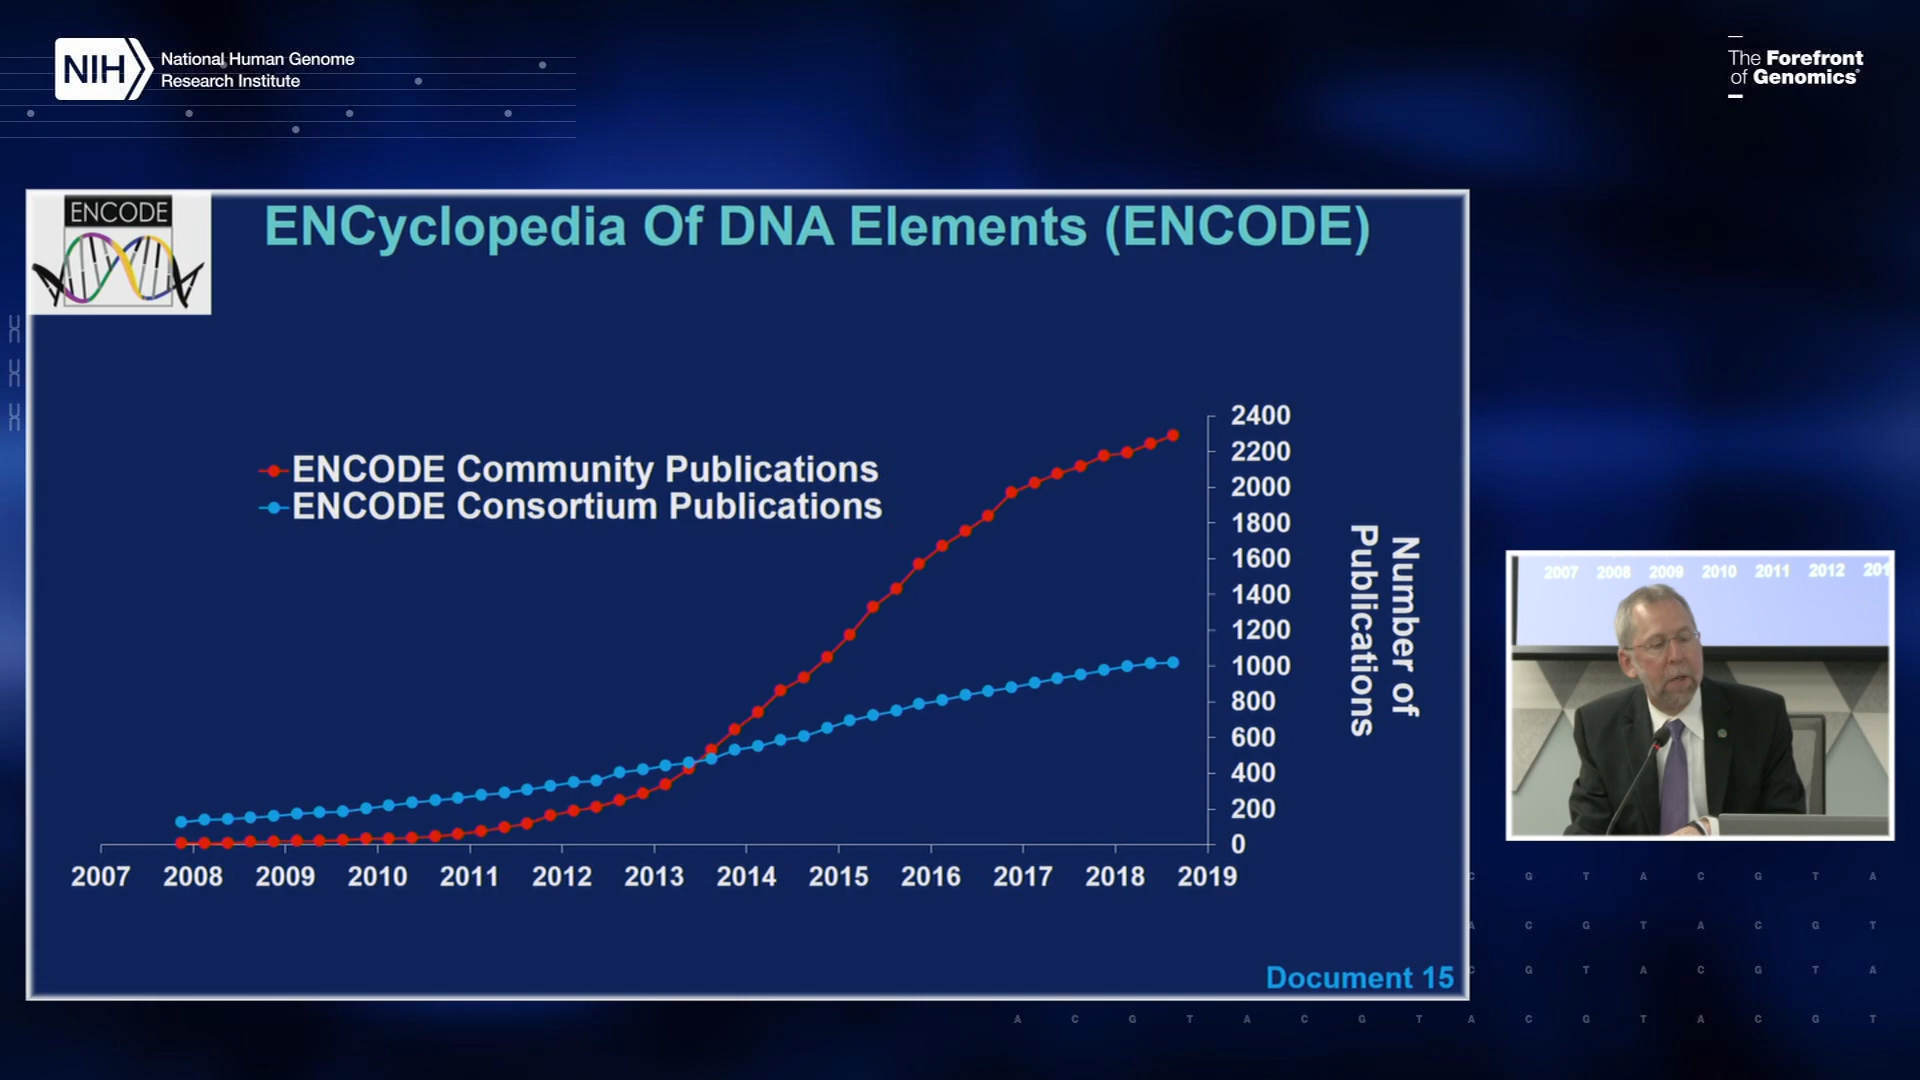 NIH
National Human Genome
Research Institute
The Forefront
of Genomics®
ENCODE
ENCyclopedia Of DNA Elements (ENCODE)
ENCODE Community Publications
ENCODE Consortium Publications
2400
2200
2000
1800
1600
1400
1200
1000
800
600
400
200
0
Number of
Publications
2007 2008 2009 2010 2011 2012 2013 2014 2015 2016 2017 2018 2019
Document 15
2007 2008 2009 2010 2011 2012 201
C G T A C G T A
A C G T A C G T
C G T A C G T A
A C G T A C G T A C G T A C G T